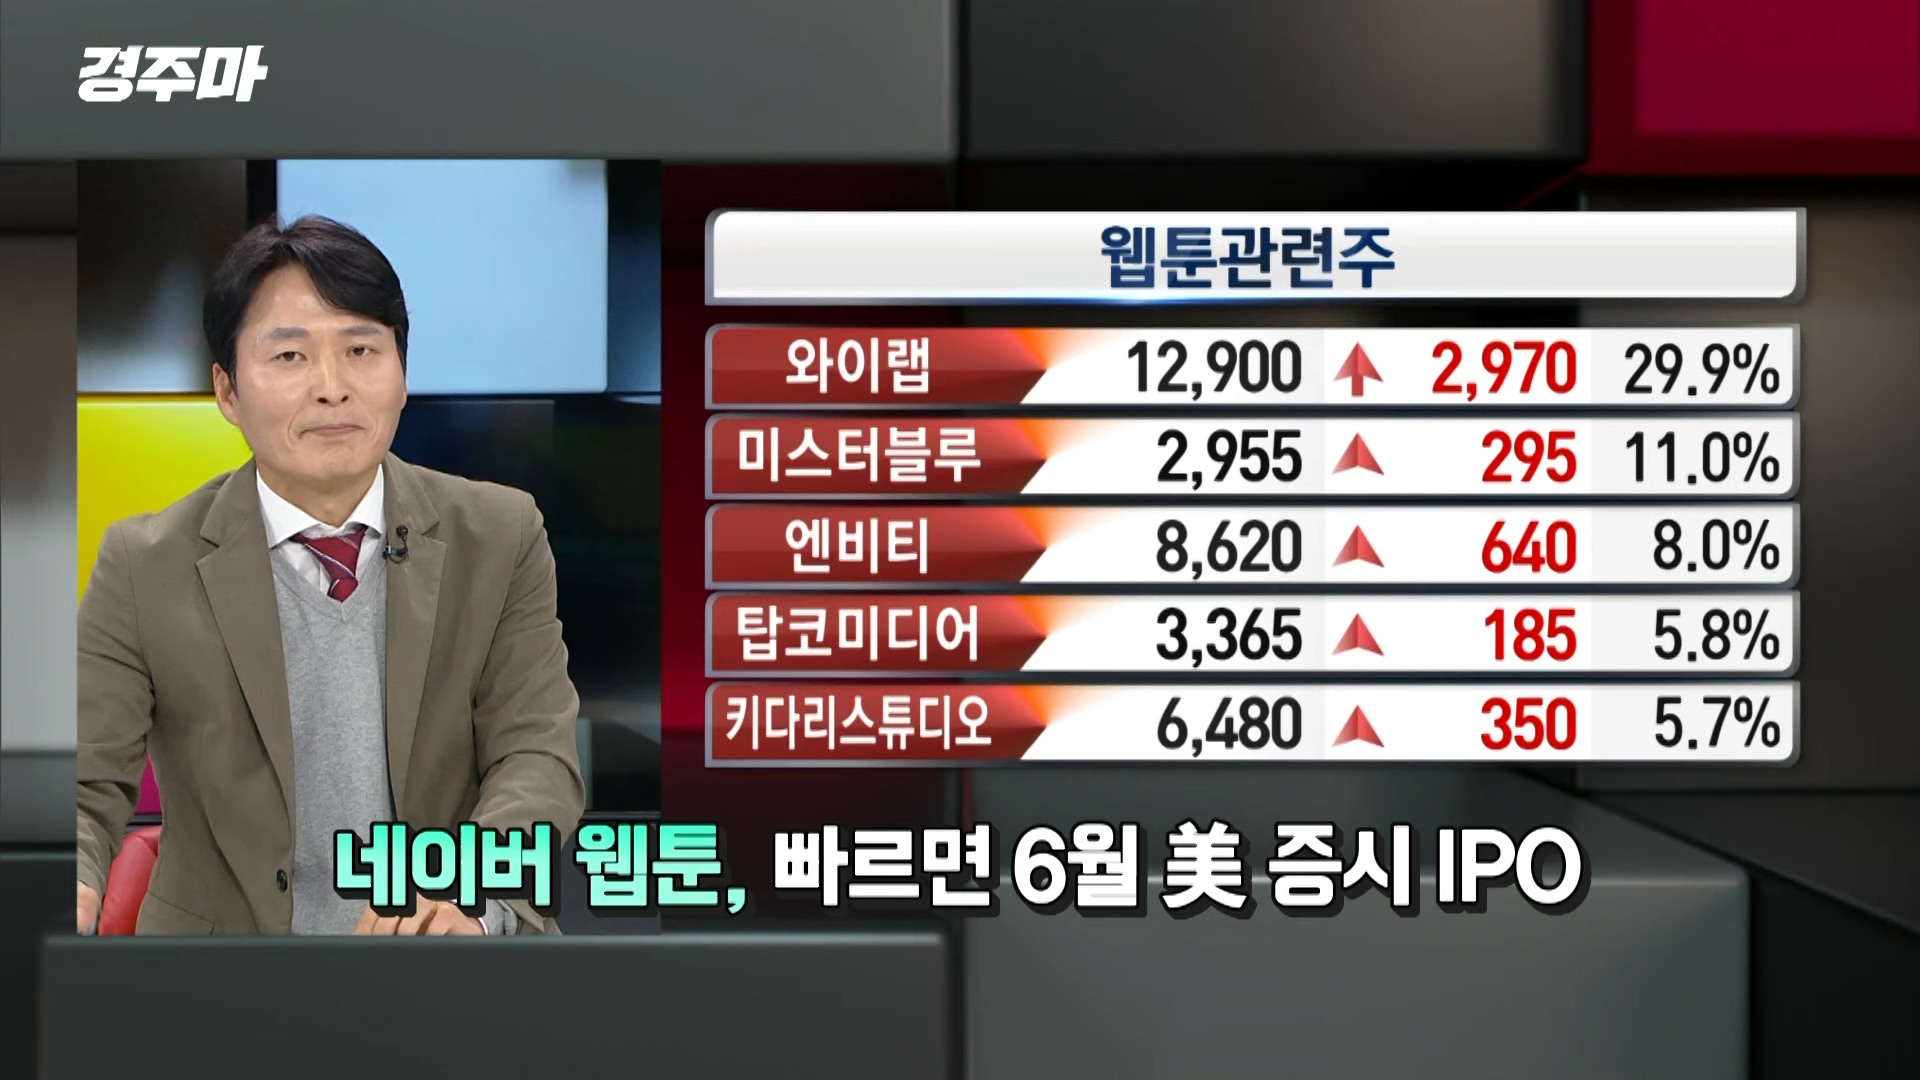 경주마
웹툰관련주
와이랩 12,900 2,970 29.9%
미스터블루 2,955 295 11.0%
엔비티 8,620 640 8.0%
탑코미디어 3,365 185 5.8%
키다리스튜디오 6,480 350 5.7%
네이버 웹툰, 빠르면 6월 美 증시 IPO